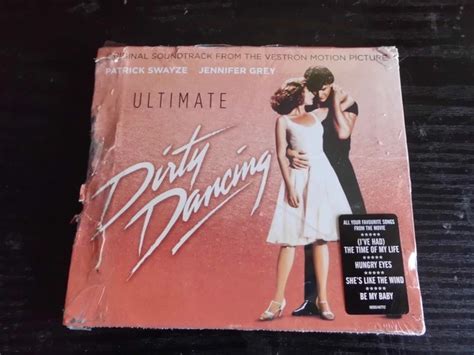 ORIGINAL SOUNDTRACK FROM THE VESTRON MOTION PICTURE
PATRICK SWAYZE JENNIFER GREY
ULTIMATE
Dirty
Dancing
ALL YOUR FAVOURITE SONGS
FROM THE MOVIE
★★★★★
(I'VE HAD)
THE TIME OF MY LIFE
★★★★★
HUNGRY EYES
★★★★★
SHE'S LIKE THE WIND
★★★★★
BE MY BABY